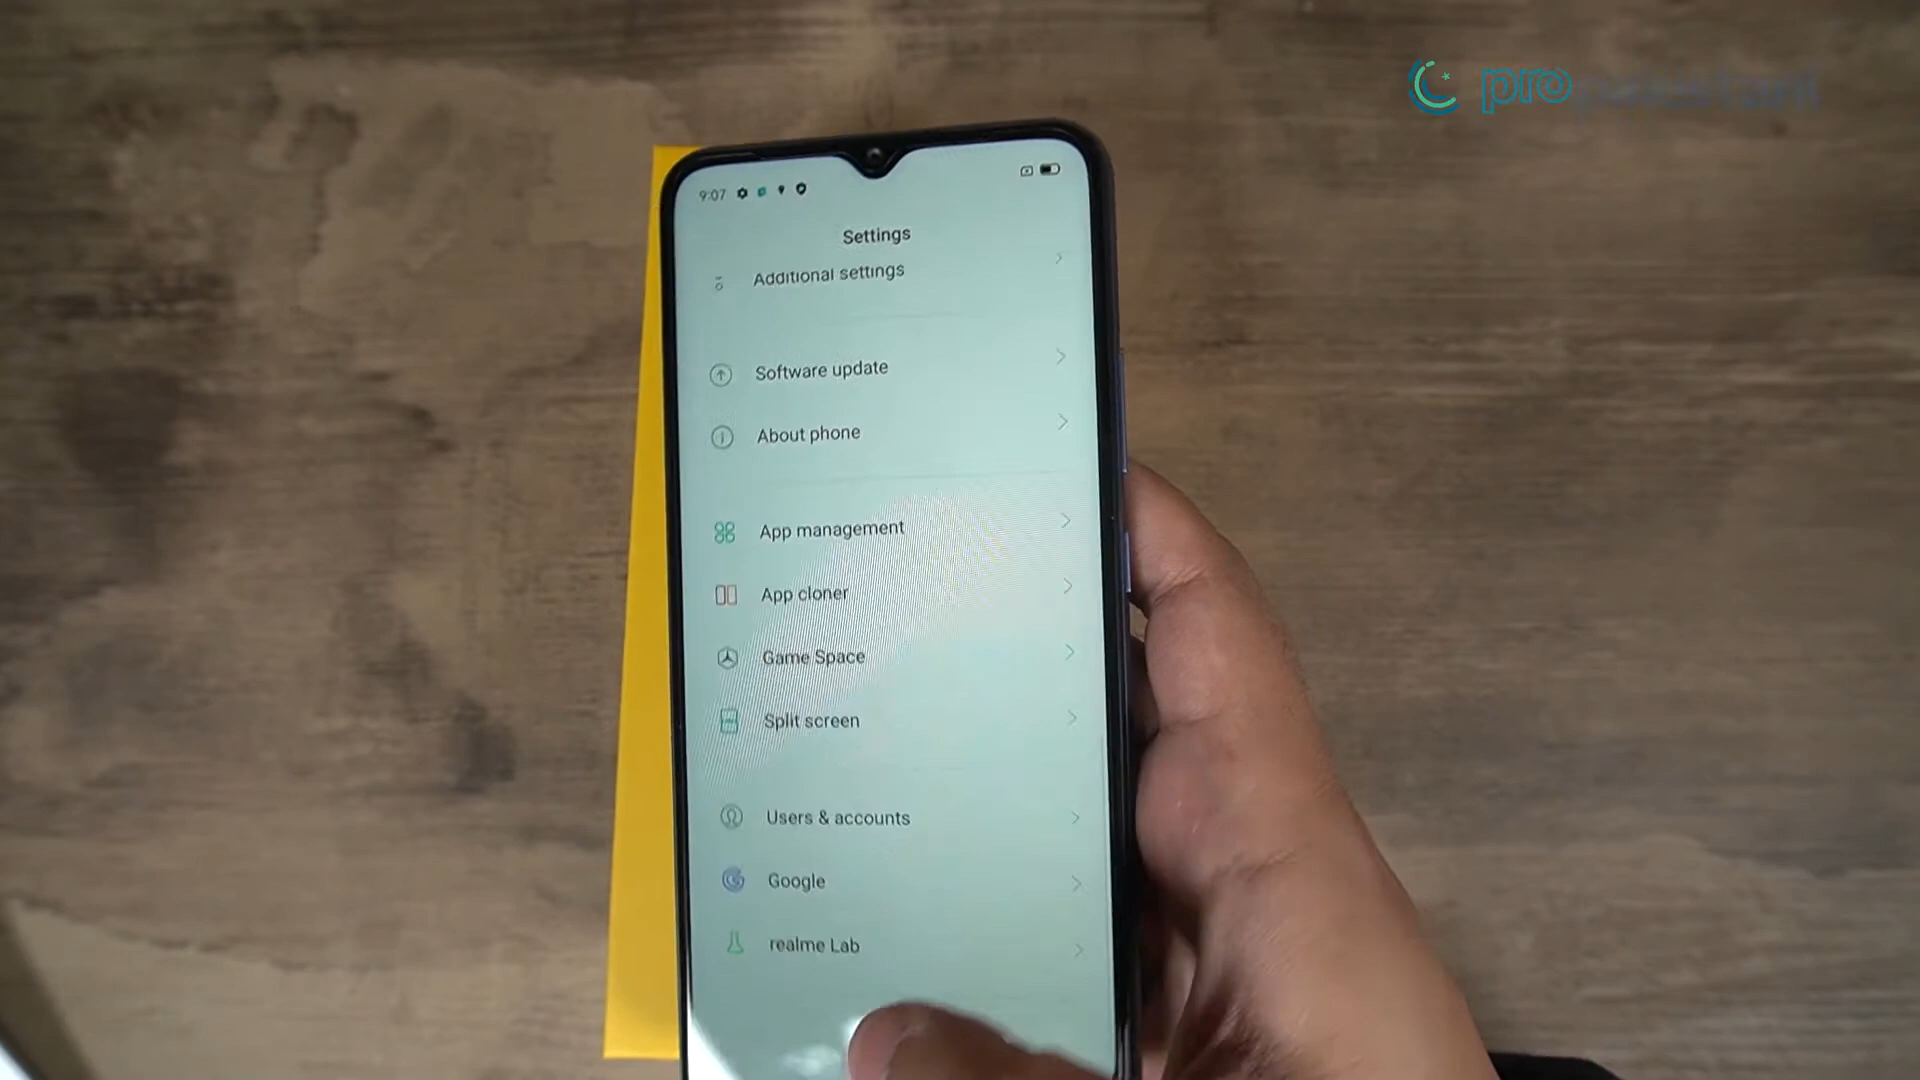 pro
9:07
Settings
Additional settings
Software update
About phone
App management
App cloner
Game Space
Split screen
Users & accounts
Google
realme Lab